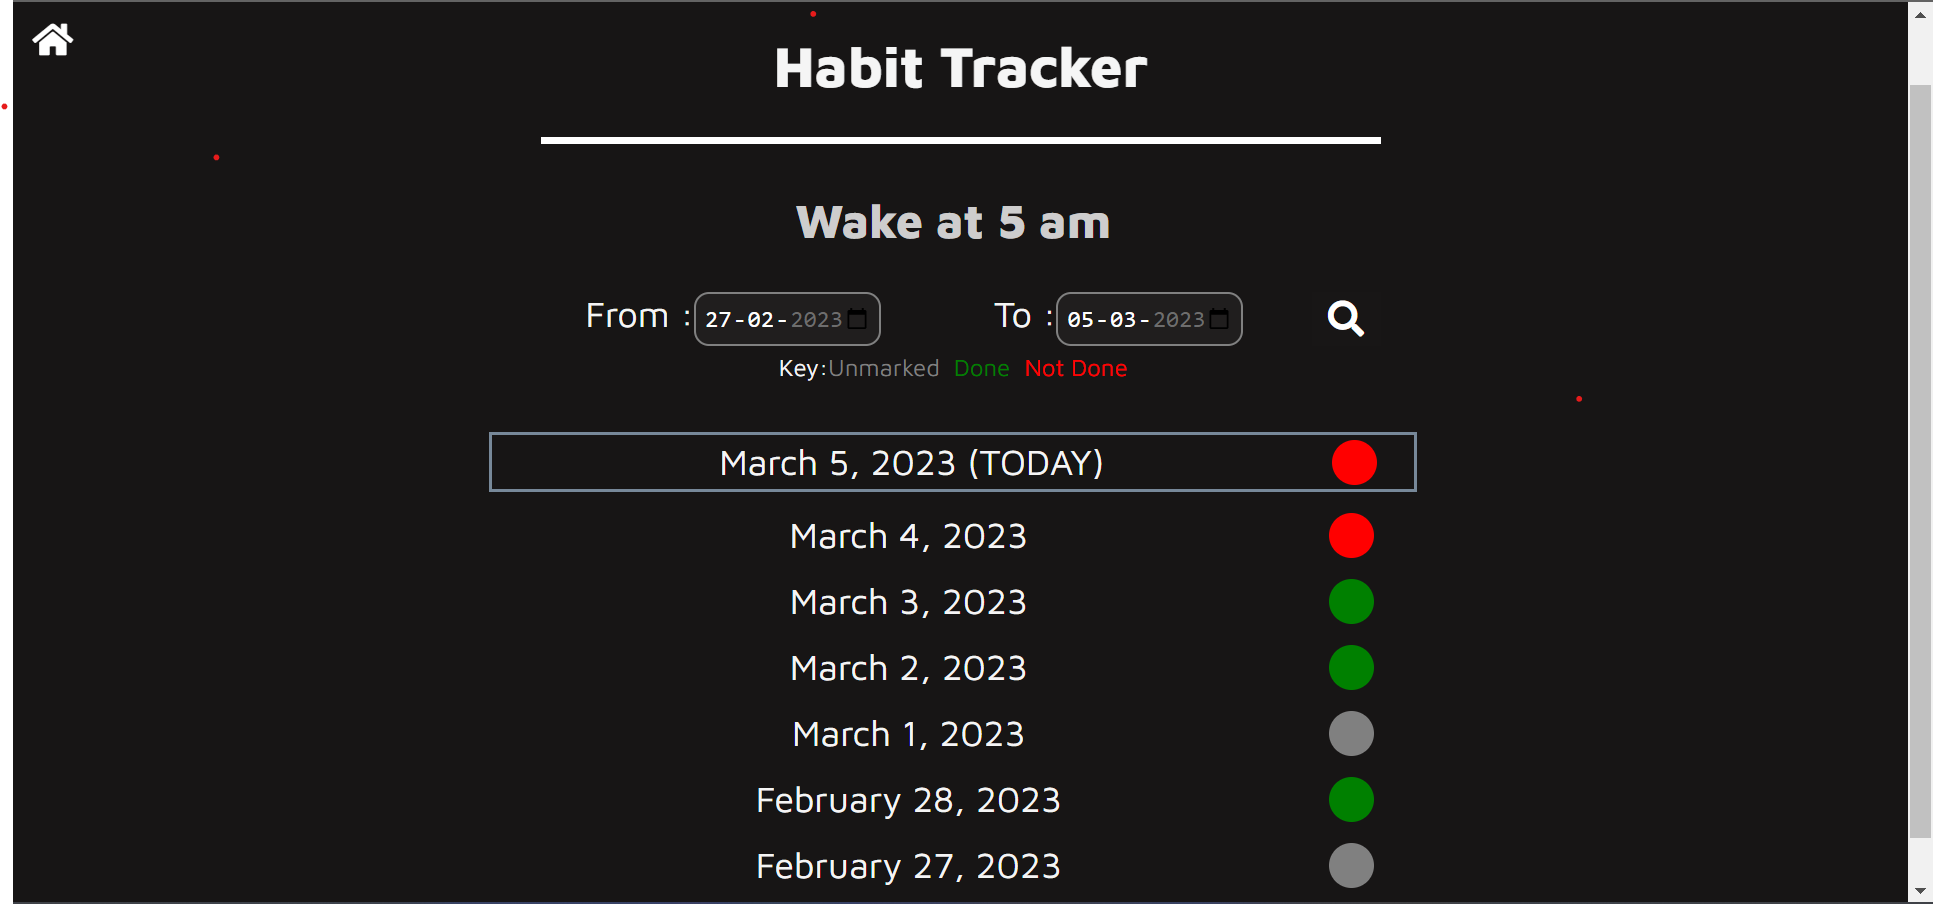 Habit Tracker
Wake at 5 am
From : 27-02-2023 To : 05-03-2023
Key:Unmarked Done Not Done
March 5, 2023 (TODAY)
March 4, 2023
March 3, 2023
March 2, 2023
March 1, 2023
February 28, 2023
February 27, 2023